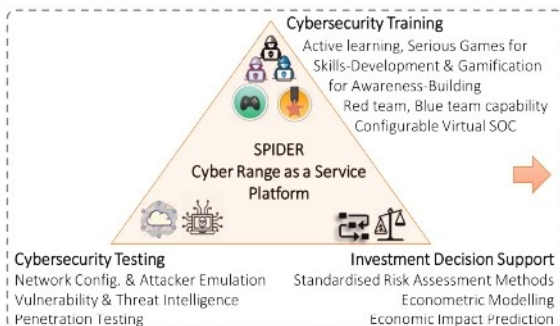 Cybersecurity Training
Active learning, Serious Games for
Skills-Development & Gamification
for Awareness-Building
Red team, Blue team capability
Configurable Virtual SOC
SPIDER
Cyber Range as a Service
Platform
Cybersecurity Testing
Network Config. & Attacker Emulation
Vulnerability & Threat Intelligence
Penetration Testing
Investment Decision Support
Standardised Risk Assessment Methods
Econometric Modelling
Economic Impact Prediction